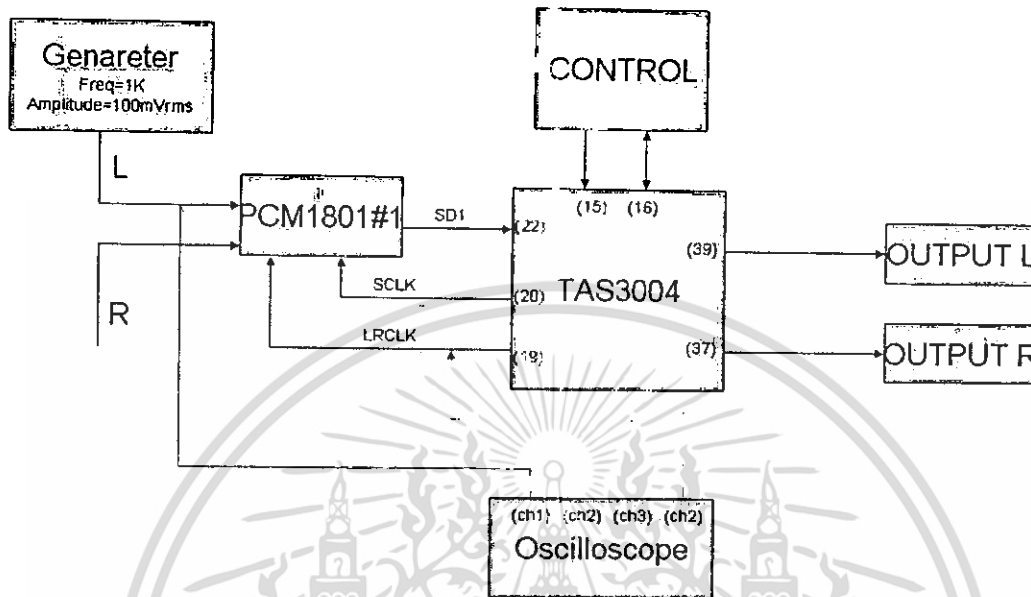 Genareter
Freq=1K
Amplitude=100mVrms
CONTROL
L
PCM1801#1
SD1
(15) (16)
(22)
(39)
OUTPUT L
SCLK
(20)
TAS3004
R
LRCLK
(19)
(37)
OUTPUT R
(ch1) (ch2) (ch3) (ch2)
Oscilloscope